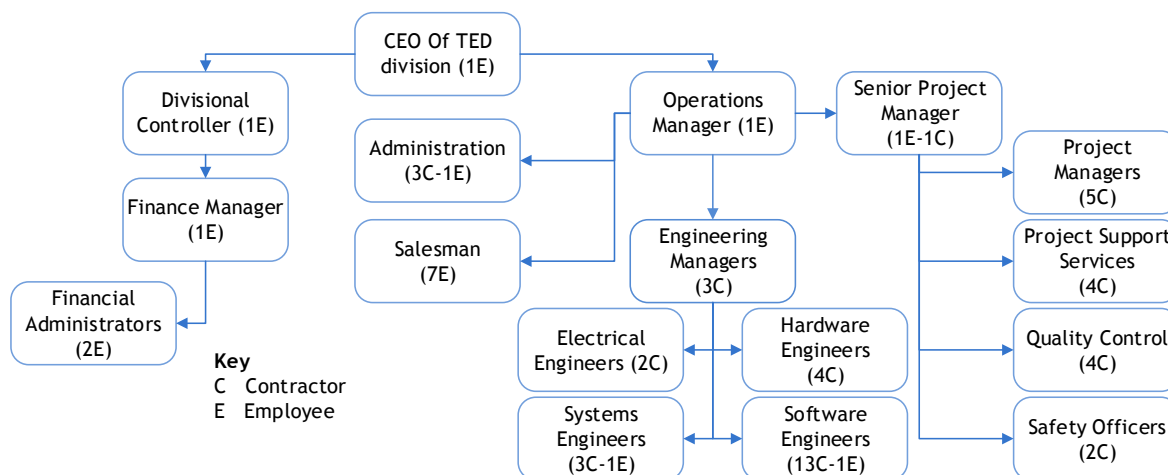 CEO Of TED
division (1E)
Divisional
Controller (1E)
Operations
Manager (1E)
Senior Project
Manager
(1E-1C)
Administration
(3C-1E)
Project
Managers
(5C)
Finance Manager
(1E)
Salesman
(7E)
Engineering
Managers
(3C)
Project Support
Services
(4C)
Financial
Administrators
(2E)
Electrical
Engineers (2C)
Hardware
Engineers
(4C)
Quality Control
(4C)
Key
C Contractor
E Employee
Systems
Engineers
(3C-1E)
Software
Engineers
(13C-1E)
Safety Officers
(2C)